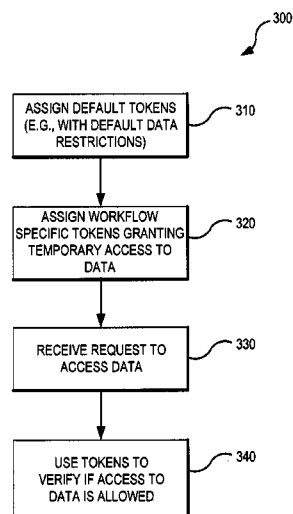 300
ASSIGN DEFAULT TOKENS
(E.G., WITH DEFAULT DATA
RESTRICTIONS)
310
ASSIGN WORKFLOW
SPECIFIC TOKENS GRANTING
TEMPORARY ACCESS TO
DATA
320
RECEIVE REQUEST TO
ACCESS DATA
330
USE TOKENS TO
VERIFY IF ACCESS TO
DATA IS ALLOWED
340